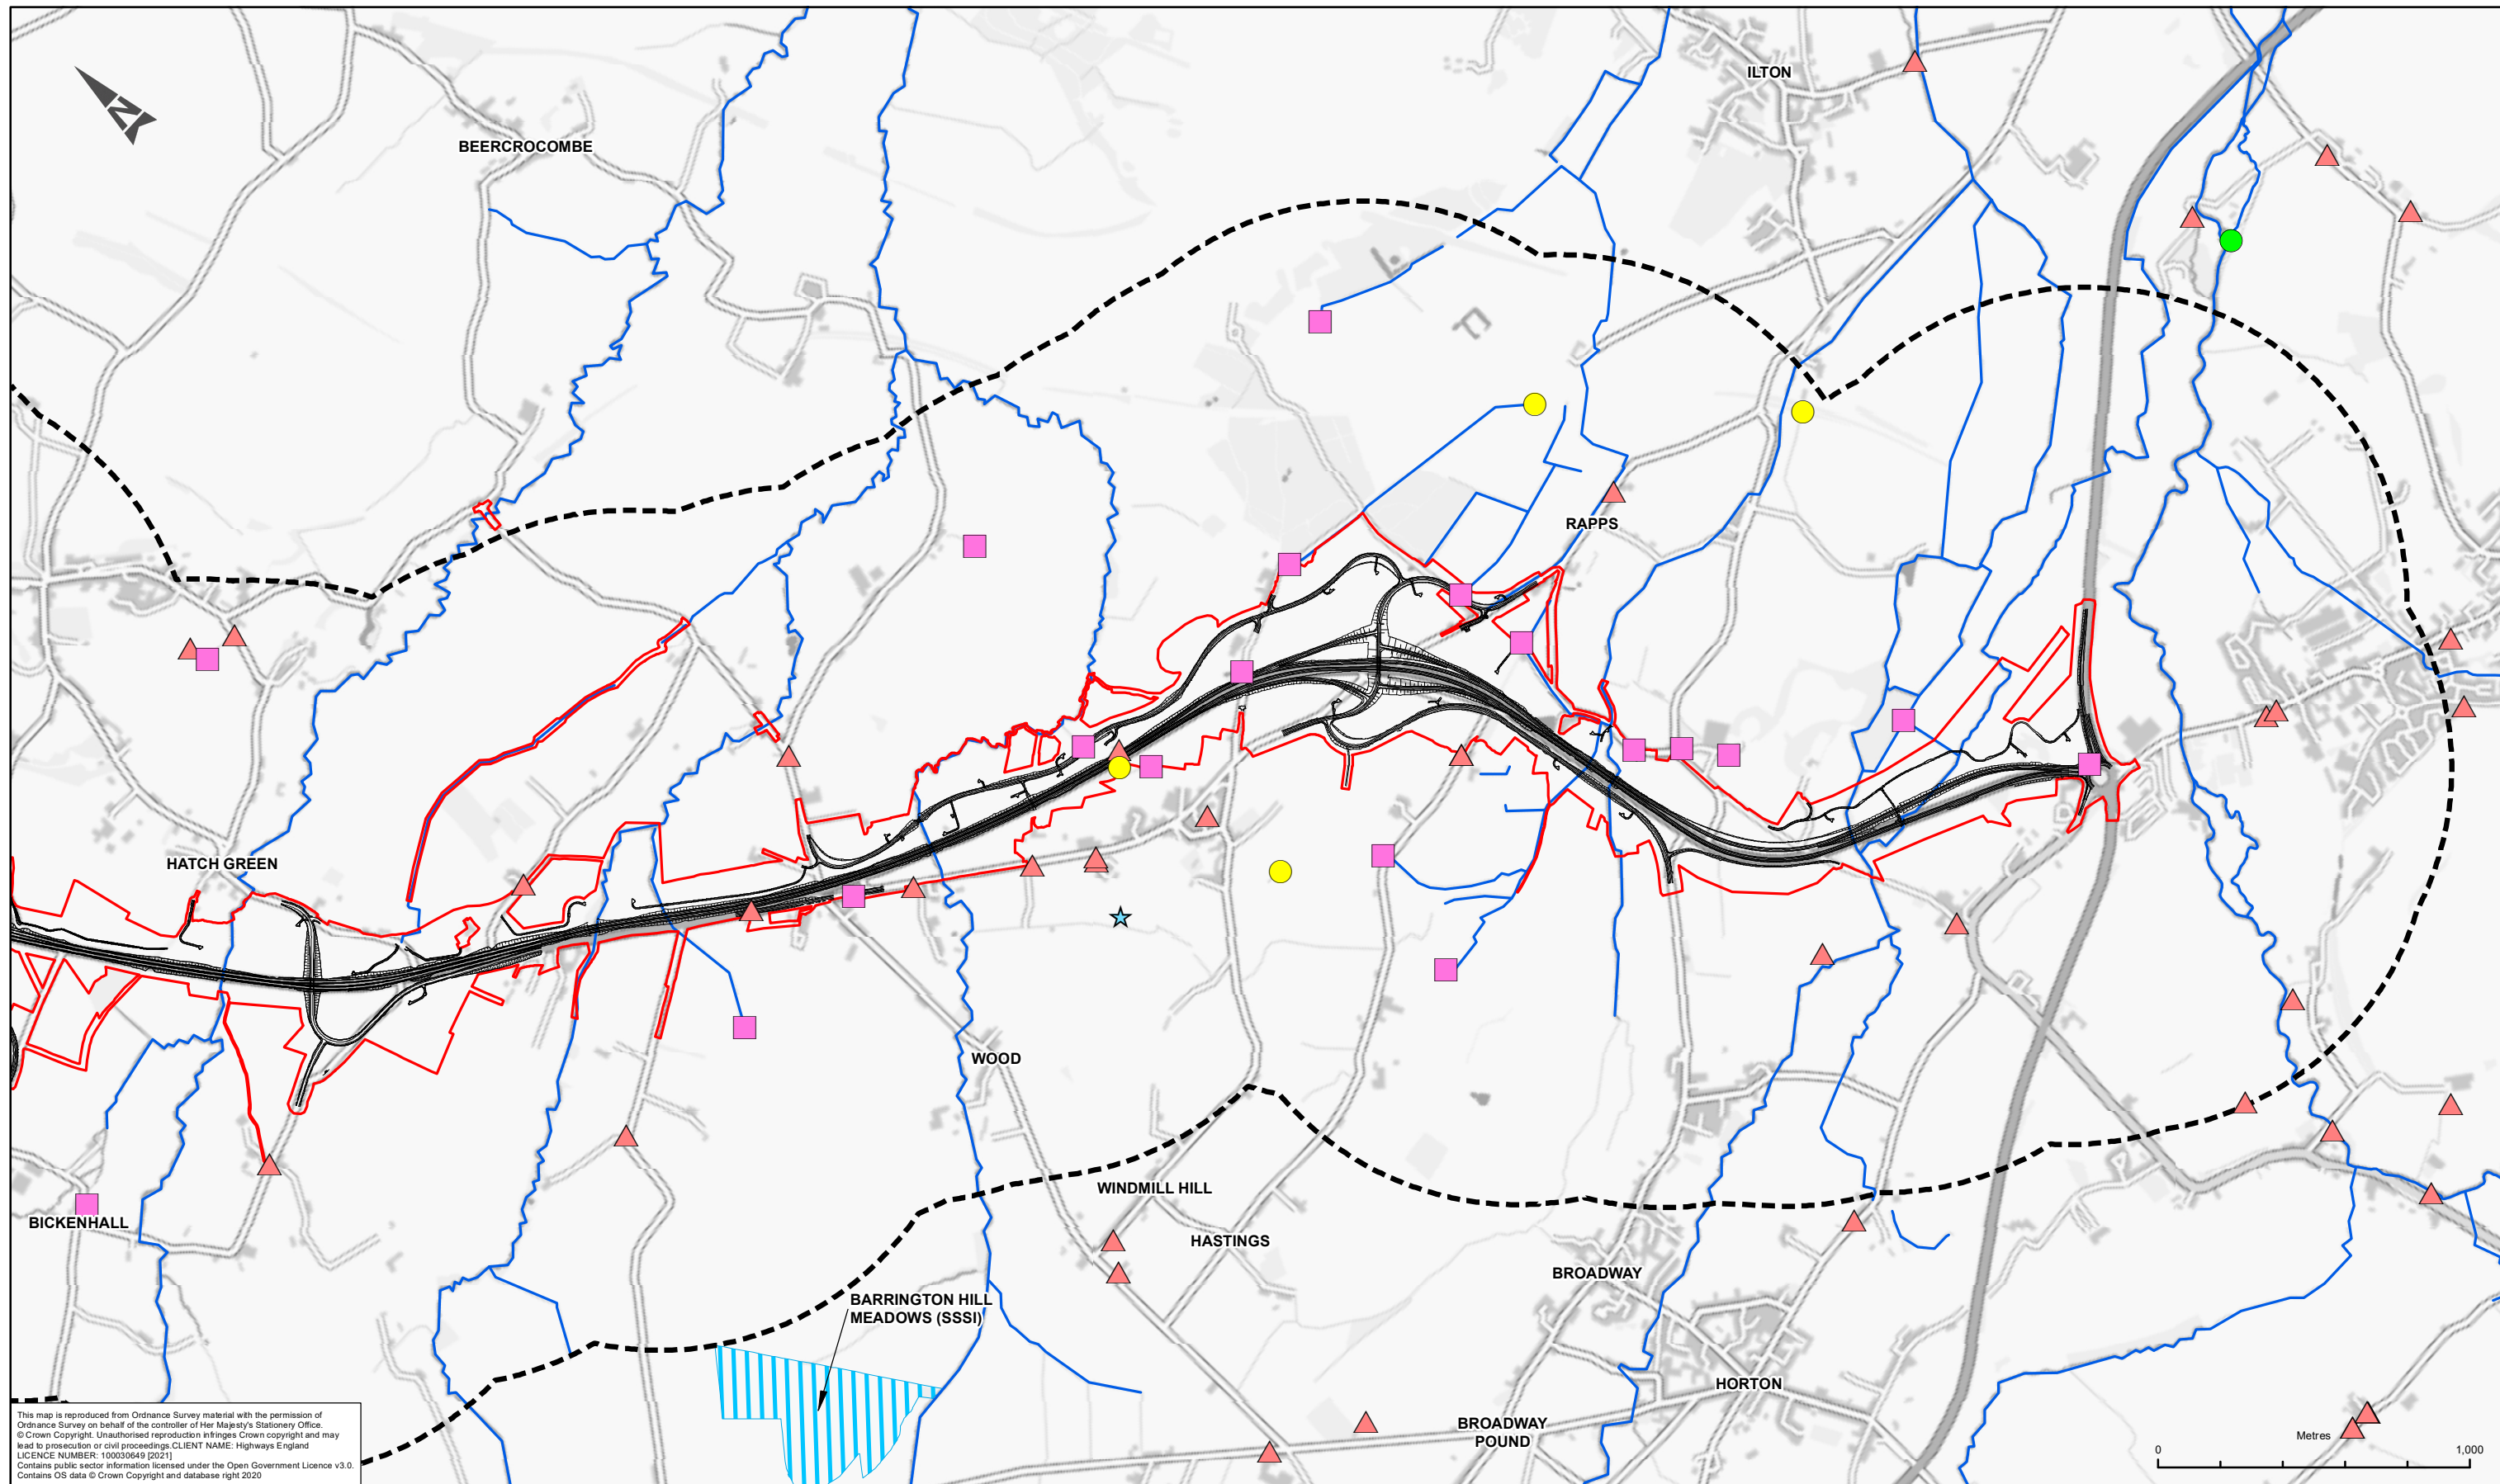 ILTON
N
BEERCROCOMBE
RAPPS
HATCH GREEN
WOOD
WINDMILL HILL
BICKENHALL
HASTINGS
BROADWAY
BARRINGTON HILL
MEADOWS (SSSI)
HORTON
BROADWAY
POUND
Metres
0
1,000
This map is reproduced from Ordnance Survey material with the permission of
Ordnance Survey on behalf of the controller of Her Majesty's Stationery Office.
© Crown Copyright. Unauthorised reproduction infringes Crown copyright and may
lead to prosecution or civil proceedings.CLIENT NAME: Highways England
LICENCE NUMBER: 100030649 [2021]
Contains public sector information licensed under the Open Government Licence v3.0.
Contains OS data © Crown Copyright and database right 2020